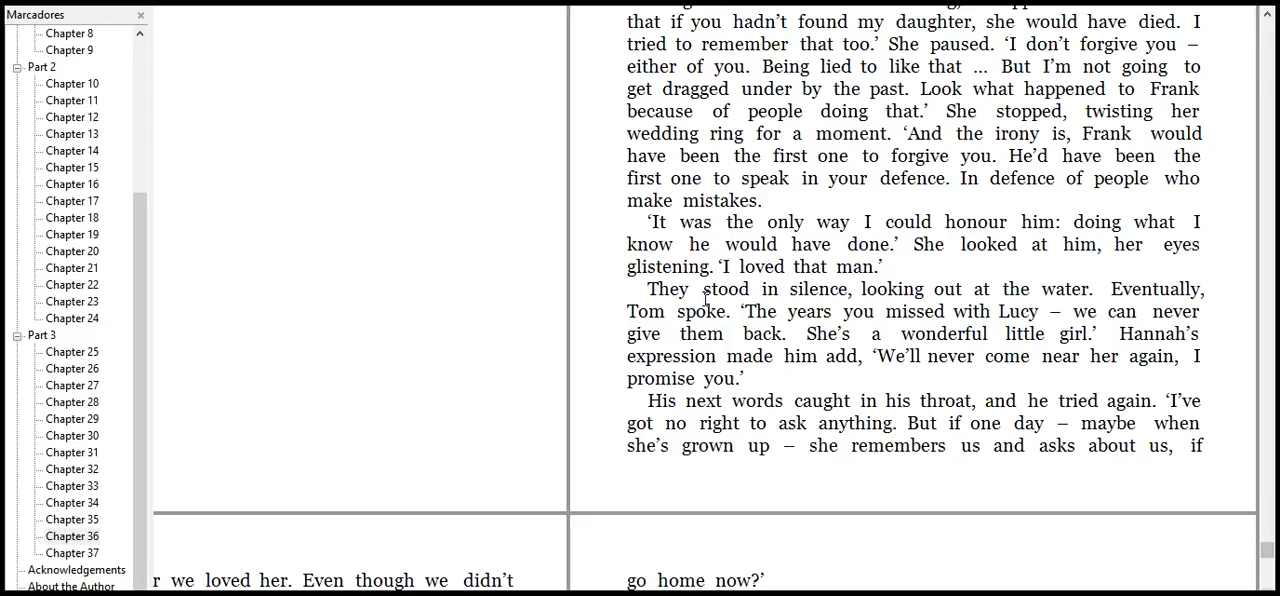 Marcadores
Chapter 8
Chapter 9
Part 2
Chapter 10
Chapter 11
Chapter 12
Chapter 13
Chapter 14
Chapter 15
Chapter 16
Chapter 17
Chapter 18
Chapter 19
Chapter 20
Chapter 21
Chapter 22
Chapter 23
Chapter 24
Part 3
Chapter 25
Chapter 26
Chapter 27
Chapter 28
Chapter 29
Chapter 30
Chapter 31
Chapter 32
Chapter 33
Chapter 34
Chapter 35
Chapter 36
Chapter 37
Acknowledgements
About the Author
we loved her. Even though we didn’t
that if you hadn’t found my daughter, she would have died. I
tried to remember that too.’ She paused. ‘I don’t forgive you –
either of you. Being lied to like that ... But I’m not going to
get dragged under by the past. Look what happened to Frank
because of people doing that.’ She stopped, twisting her
wedding ring for a moment. ‘And the irony is, Frank would
have been the first one to forgive you. He’d have been the
first one to speak in your defence. In defence of people who
make mistakes.
‘It was the only way I could honour him: doing what I
know he would have done.’ She looked at him, her eyes
glistening. ‘I loved that man.’
They stood in silence, looking out at the water. Eventually,
Tom spoke. ‘The years you missed with Lucy – we can never
give them back. She’s a wonderful little girl.’ Hannah’s
expression made him add, ‘We’ll never come near her again, I
promise you.’
His next words caught in his throat, and he tried again. ‘I’ve
got no right to ask anything. But if one day – maybe when
she’s grown up – she remembers us and asks about us, if
go home now?’